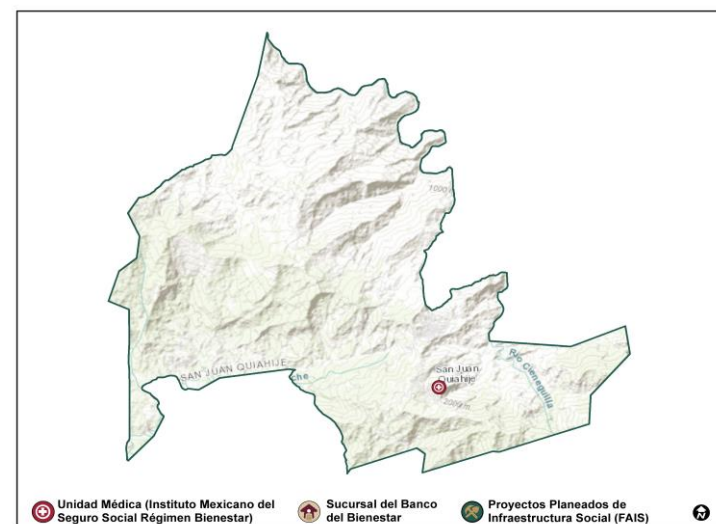 1000 m
SAN JUAN QUIAHIJE
che
San Juan
Quiahije
Río Cieneguilla
2000 m
Unidad Médica (Instituto Mexicano del
Seguro Social Régimen Bienestar)
Sucursal del Banco
del Bienestar
Proyectos Planeados de
Infraestructura Social (FAIS)
N